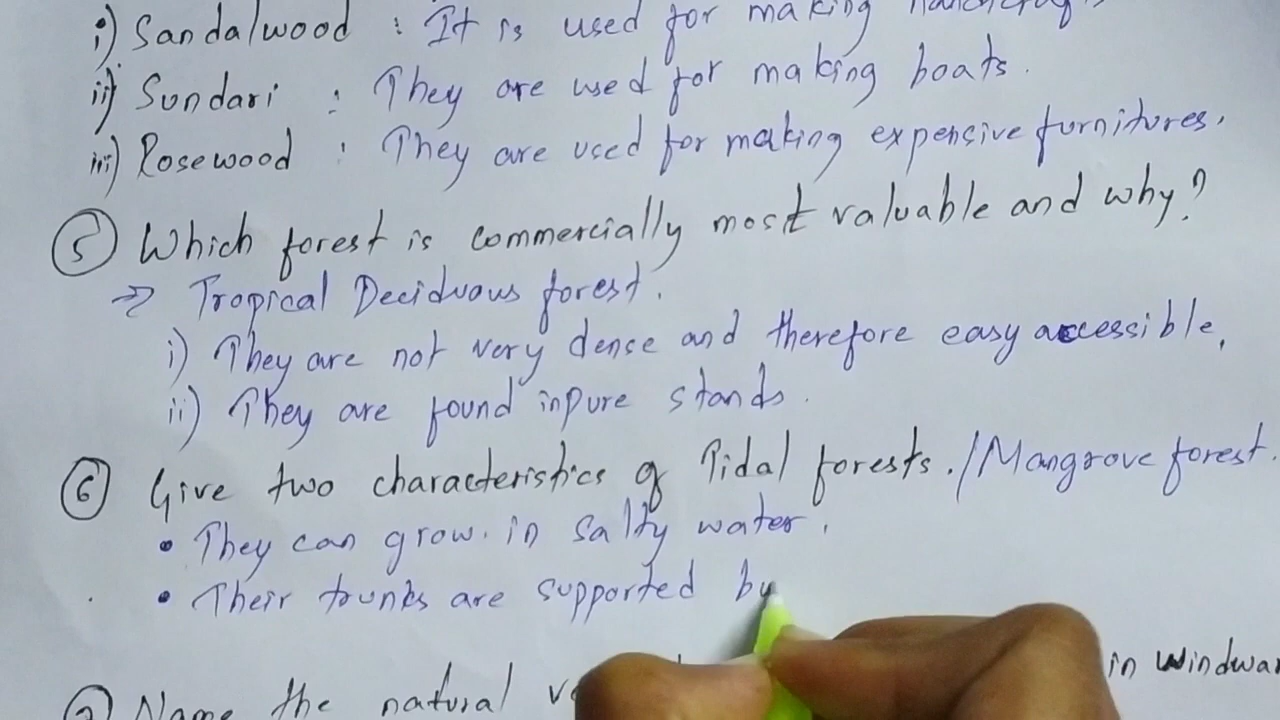 i) Sandalwood : It is used for making
ii) Sundari : They are used for making boats.
iii) Rosewood : They are used for making expensive furnitures.
⑤ Which forest is commercially most valuable and why?
⇒ Tropical Deciduous forest.
i) They are not very dense and therefore easy accessible.
ii) They are found in pure stands.
⑥ Give two characteristics of Tidal forests. / Mangrove forest.
• They can grow in salty water.
• Their trunks are supported by
⑦ Name the natural in